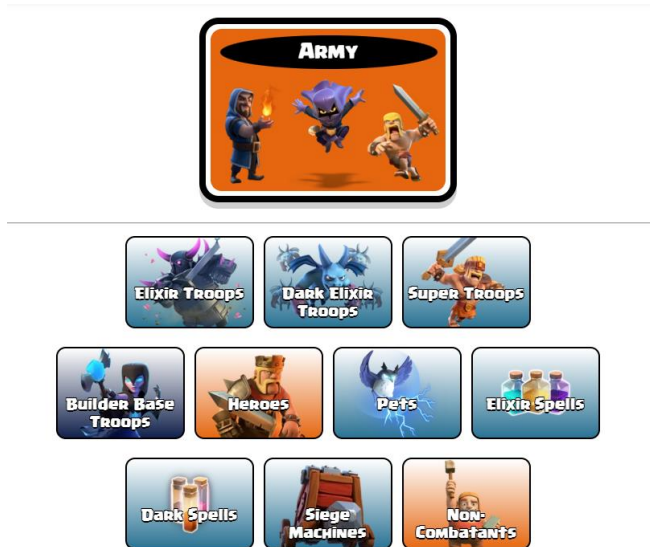 Army
Elixir Troops
Dark Elixir
Troops
Super Troops
Builder Base
Troops
Heroes
Pets
Elixir Spells
Dark Spells
Siege
Machines
Non-
Combatants